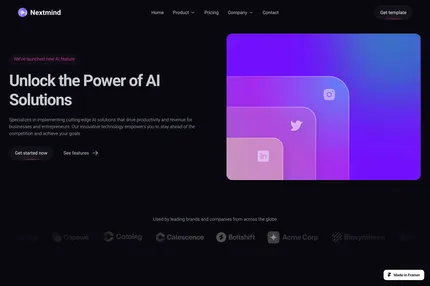 Nextmind
Home
Product
Pricing
Company
Contact
Get template
We've launched new AI feature
Unlock the Power of AI
Solutions
Specializes in implementing cutting-edge AI solutions that drive productivity and revenue for
businesses and entrepreneurs. Our innovative technology empowers you to stay ahead of the
competition and achieve your goals
Get started now
See features
in
Used by leading brands and companies from across the globe
Catalog
Catescence
Boltshift
Acme Corp
Made in Framer